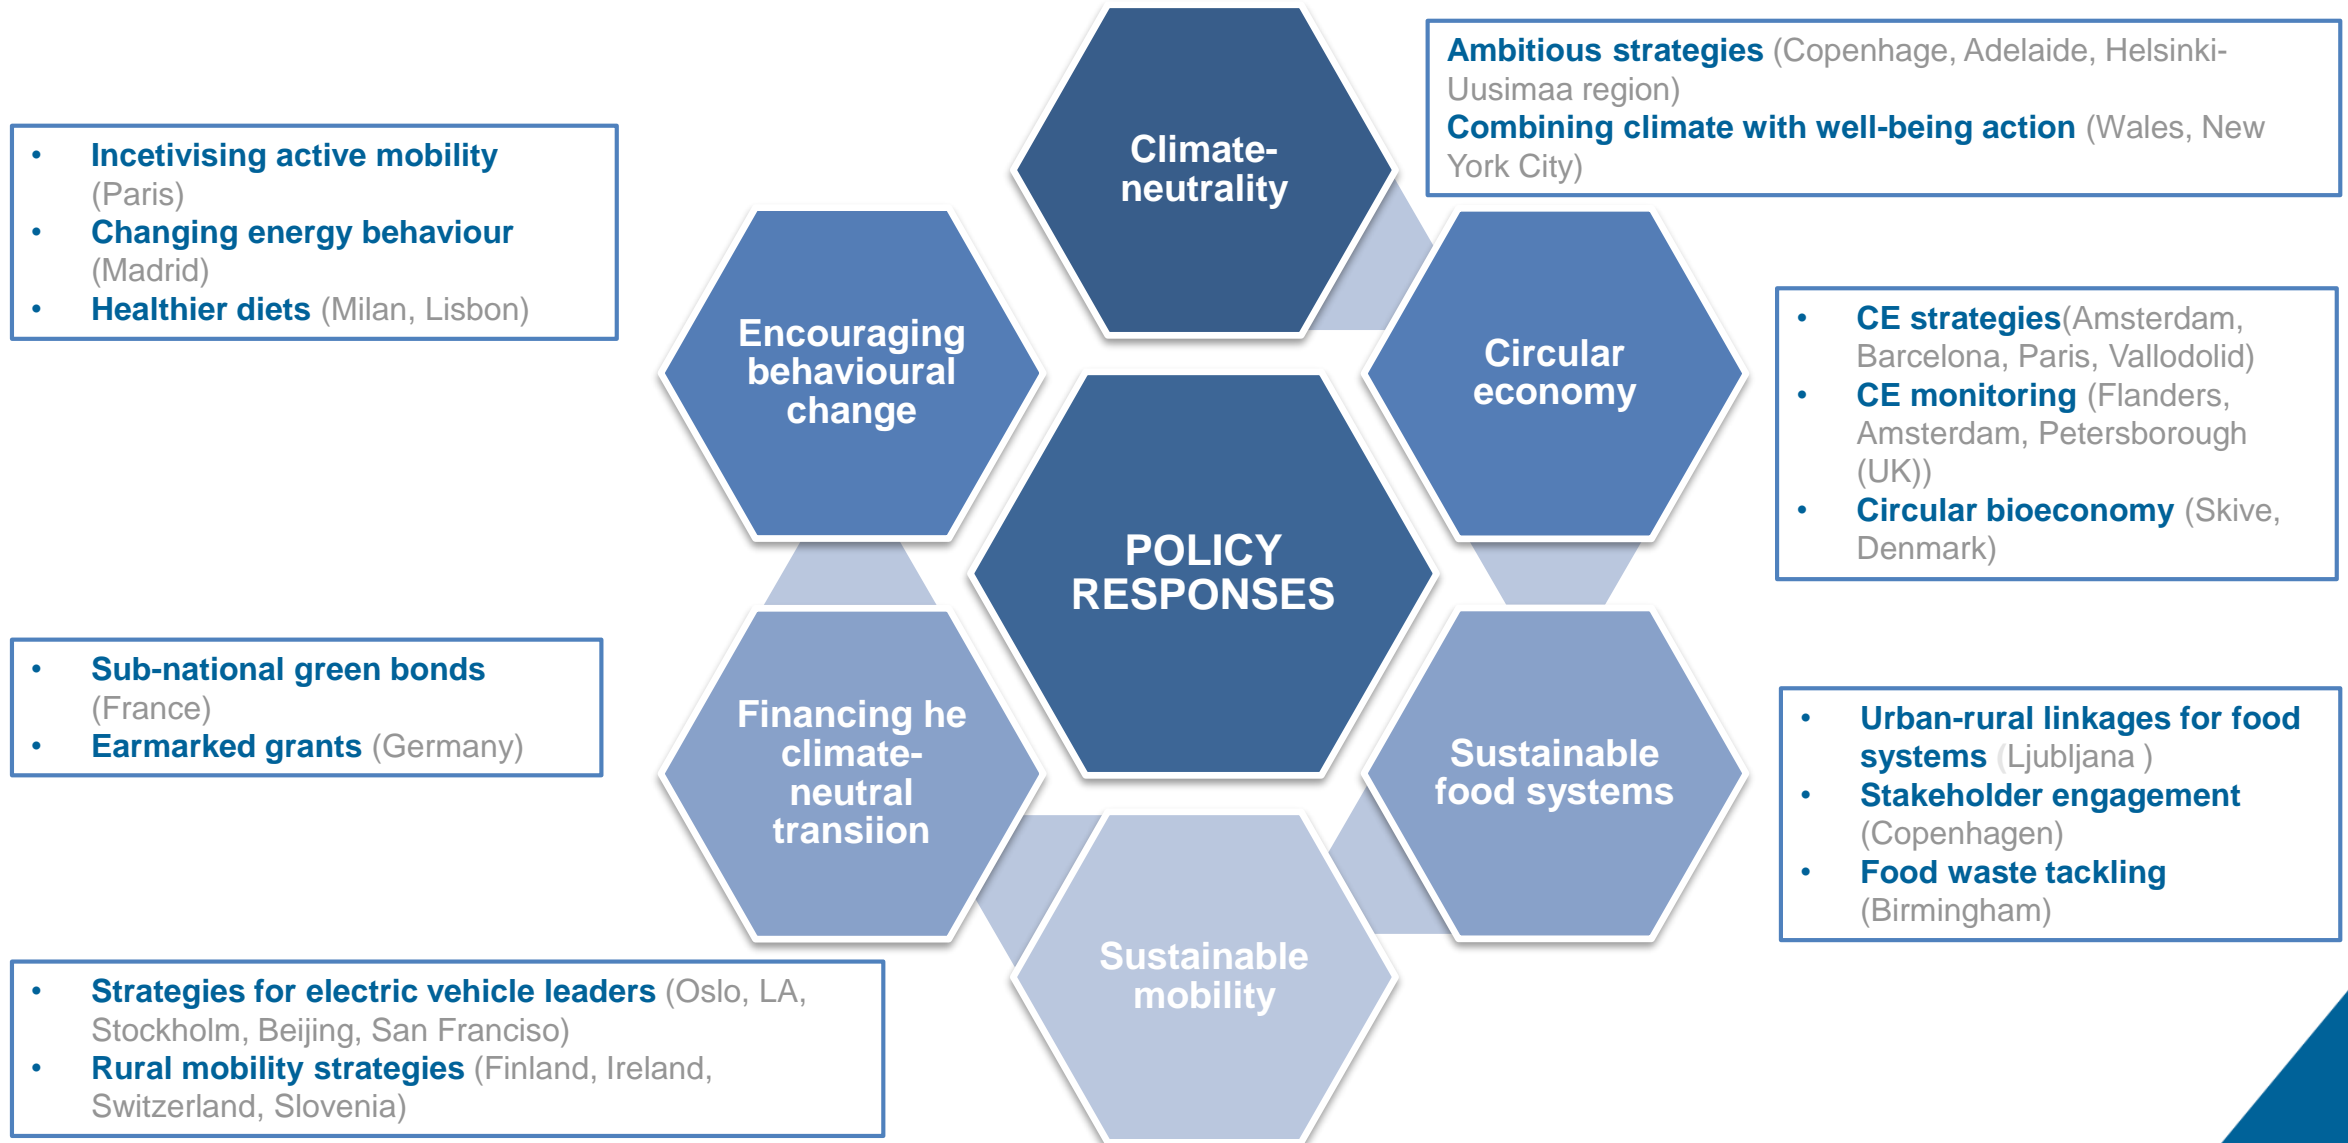 Climate-
neutrality
Ambitious strategies (Copenhage, Adelaide, Helsinki-
Uusimaa region)
Combining climate with well-being action (Wales, New
York City)
• Incetivising active mobility
(Paris)
• Changing energy behaviour
(Madrid)
• Healthier diets (Milan, Lisbon)
Encouraging
behavioural
change
Circular
economy
• CE strategies(Amsterdam,
Barcelona, Paris, Vallodolid)
• CE monitoring (Flanders,
Amsterdam, Petersborough
(UK))
• Circular bioeconomy (Skive,
Denmark)
POLICY
RESPONSES
• Sub-national green bonds
(France)
• Earmarked grants (Germany)
Financing he
climate-
neutral
transiion
Sustainable
food systems
• Urban-rural linkages for food
systems (Ljubljana )
• Stakeholder engagement
(Copenhagen)
• Food waste tackling
(Birmingham)
• Strategies for electric vehicle leaders (Oslo, LA,
Stockholm, Beijing, San Franciso)
• Rural mobility strategies (Finland, Ireland,
Switzerland, Slovenia)
Sustainable
mobility